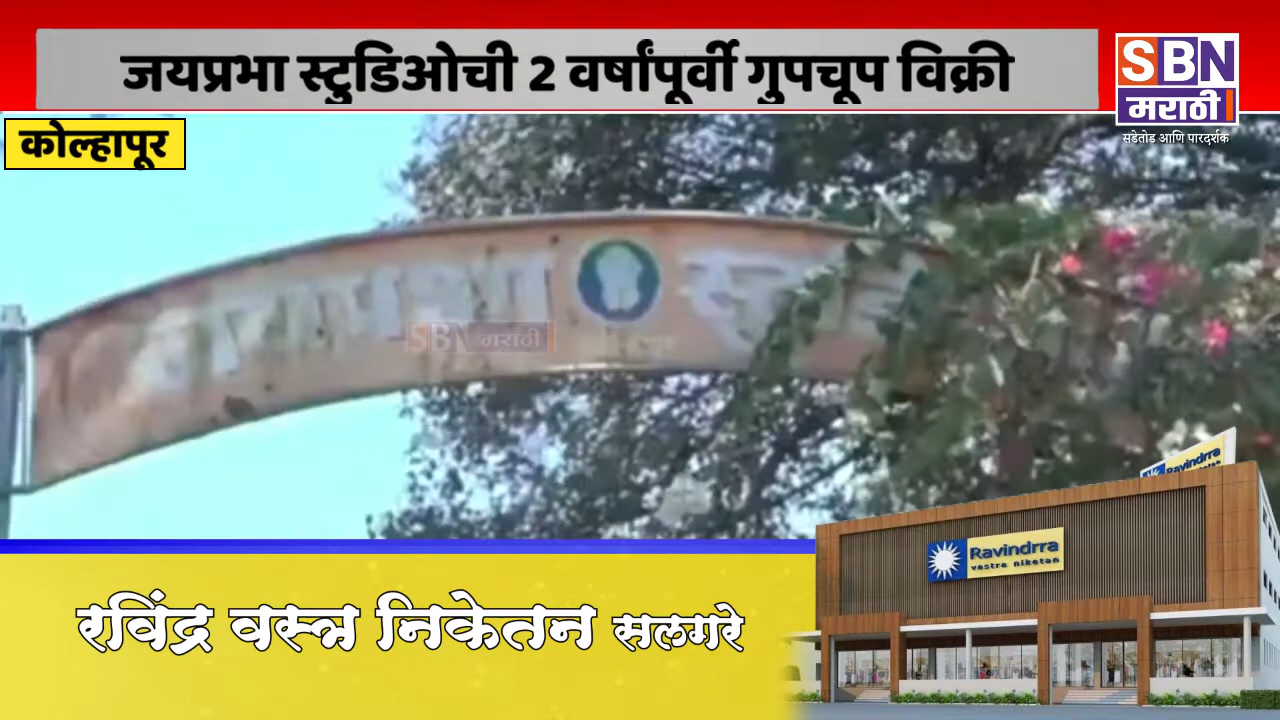 जयप्रभा स्टुडिओची 2 वर्षांपूर्वी गुपचूप विक्री
SBN
मराठी
सडेतोड आणि पारदर्शक
कोल्हापूर
SBN मराठी
Ravindrra
Ravindrra
vastra niketan
रविंद्र वस्त्र निकेतन सलगरे